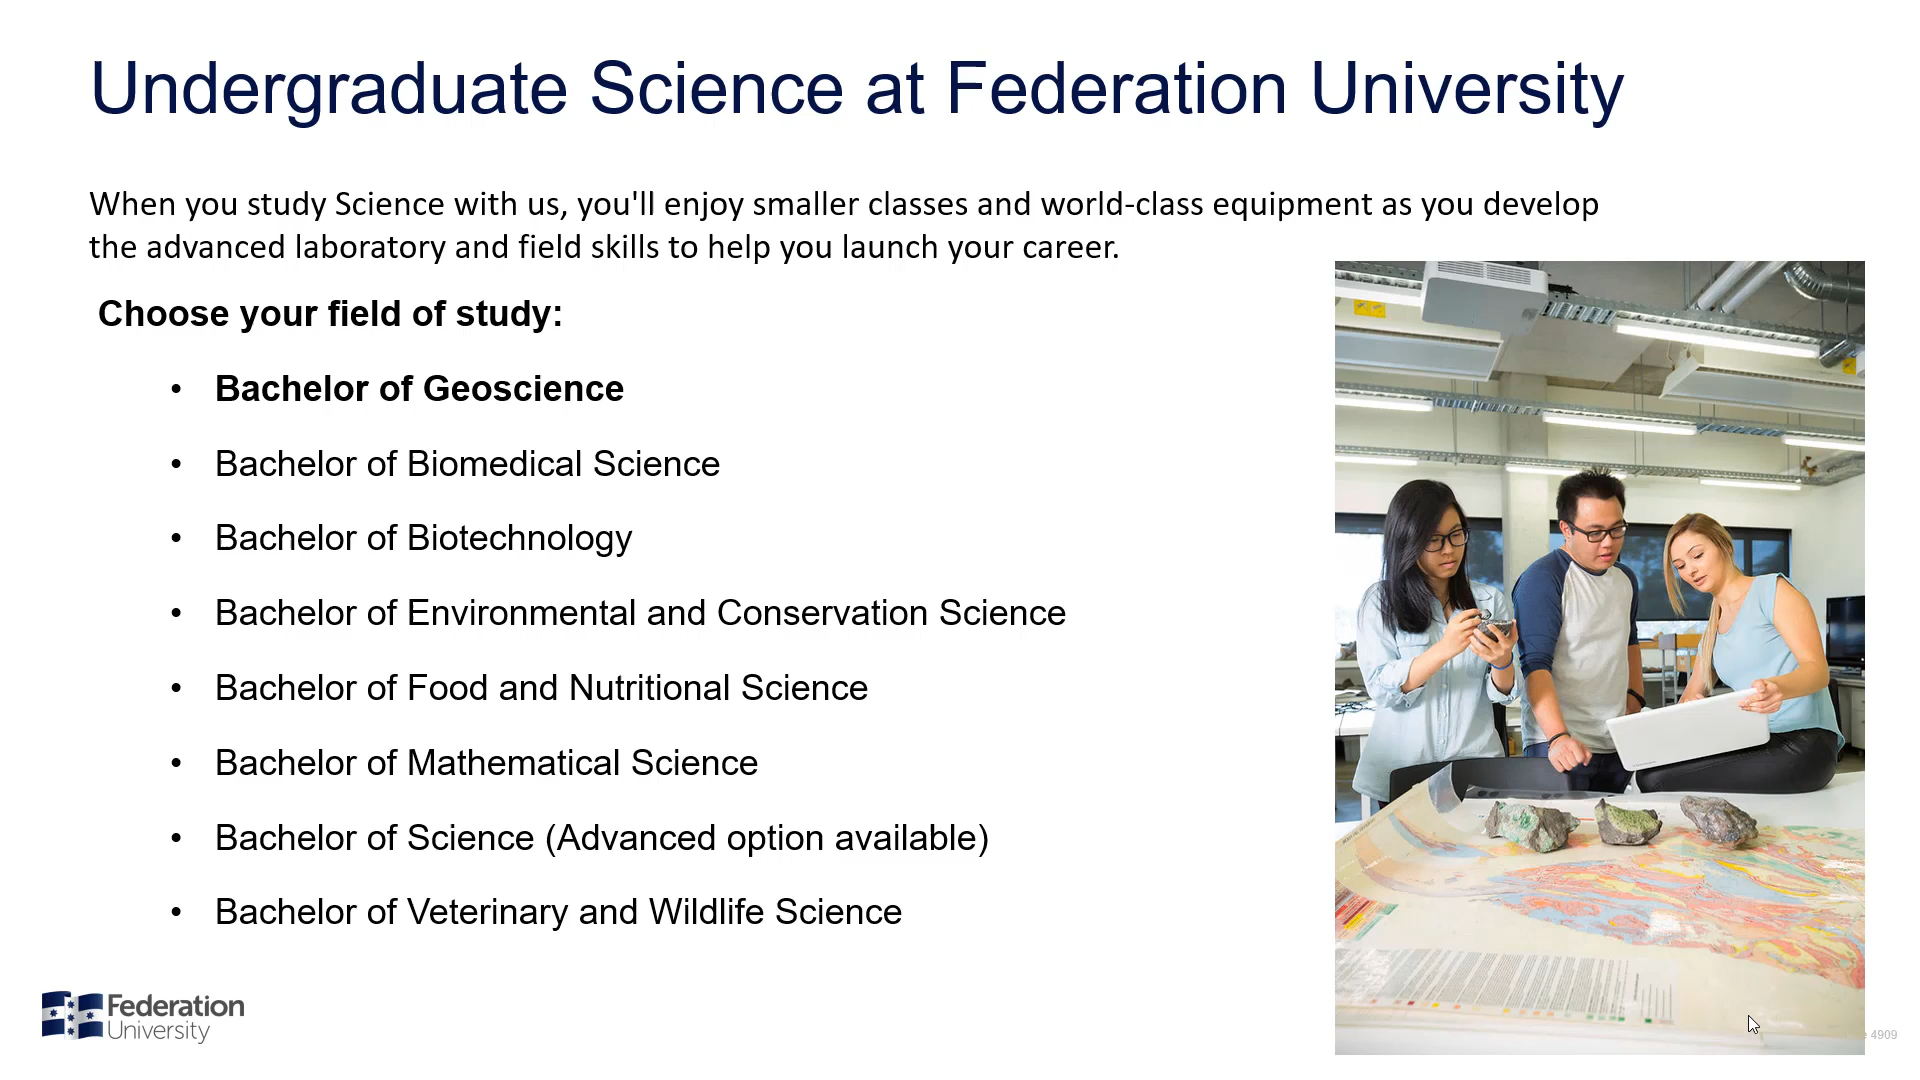 Undergraduate Science at Federation University
When you study Science with us, you'll enjoy smaller classes and world-class equipment as you develop
the advanced laboratory and field skills to help you launch your career.
Choose your field of study:
• Bachelor of Geoscience
• Bachelor of Biomedical Science
• Bachelor of Biotechnology
• Bachelor of Environmental and Conservation Science
• Bachelor of Food and Nutritional Science
• Bachelor of Mathematical Science
• Bachelor of Science (Advanced option available)
• Bachelor of Veterinary and Wildlife Science
Federation
University
4909